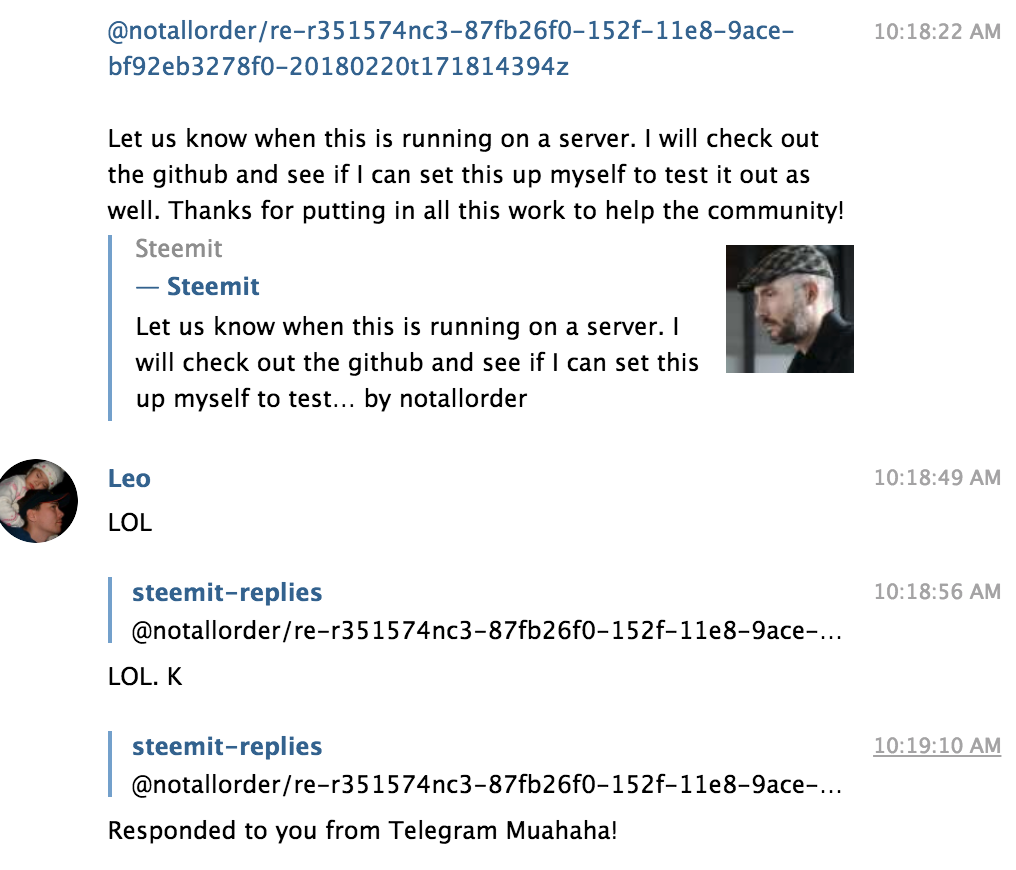 @notallorder/re-r351574nc3-87fb26f0-152f-11e8-9ace-
bf92eb3278f0-20180220t171814394z
10:18:22 AM
Let us know when this is running on a server. I will check out
the github and see if I can set this up myself to test it out as
well. Thanks for putting in all this work to help the community!
Steemit
— Steemit
Let us know when this is running on a server. I
will check out the github and see if I can set this
up myself to test... by notallorder
Leo
10:18:49 AM
LOL
steemit-replies
10:18:56 AM
@notallorder/re-r351574nc3-87fb26f0-152f-11e8-9ace-...
LOL. K
steemit-replies
10:19:10 AM
@notallorder/re-r351574nc3-87fb26f0-152f-11e8-9ace-...
Responded to you from Telegram Muahaha!